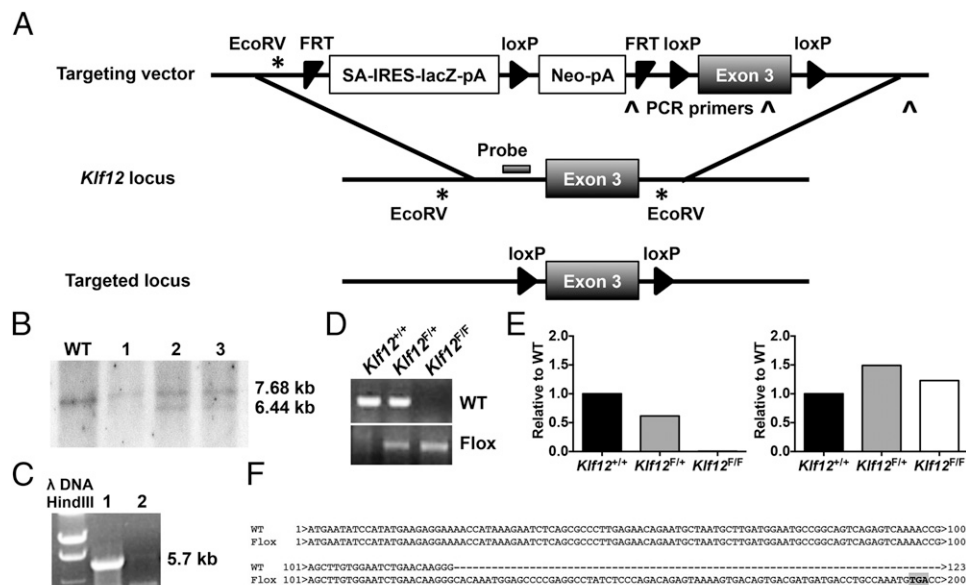 A
EcoRV FRT loxP FRT loxP loxP
*
Targeting vector SA-IRES-lacZ-pA Neo-pA Exon 3
^ PCR primers ^ ^
Probe
Klf12 locus Exon 3
* *
EcoRV EcoRV
loxP loxP
Targeted locus Exon 3
B
WT 1 2 3
7.68 kb
6.44 kb
C
λ DNA
HindIII 1 2
5.7 kb
D
Klf12+/+ Klf12F/+ Klf12F/F
WT
Flox
E
Relative to WT
2.0
1.5
1.0
0.5
0.0
Klf12+/+ Klf12F/+ Klf12F/F
Relative to WT
2.0
1.5
1.0
0.5
0.0
Klf12+/+ Klf12F/+ Klf12F/F
F
WT 1>ATGAATATCCATATGAAGAGGAAAACCATAAAGAATCTCAGCGCCCTTGAGAACAGAATGCTAATGCTTGATGGAATGCCGGCAGTCAGAGTCAAAACCG>100
Flox 1>ATGAATATCCATATGAAGAGGAAAACCATAAAGAATCTCAGCGCCCTTGAGAACAGAATGCTAATGCTTGATGGAATGCCGGCAGTCAGAGTCAAAACCG>100
WT 101>AGCTTGTGGAATCTGAACAAGGG------------------------------------------------------------------------------>123
Flox 101>AGCTTGTGGAATCTGAACAAGGGCACAAATGGAGCCCCGAGGCCTATCTCCCAGACAGAGTAAAAGTGACAGTGACGATGATGACCTGCCAAATGTGACC>201